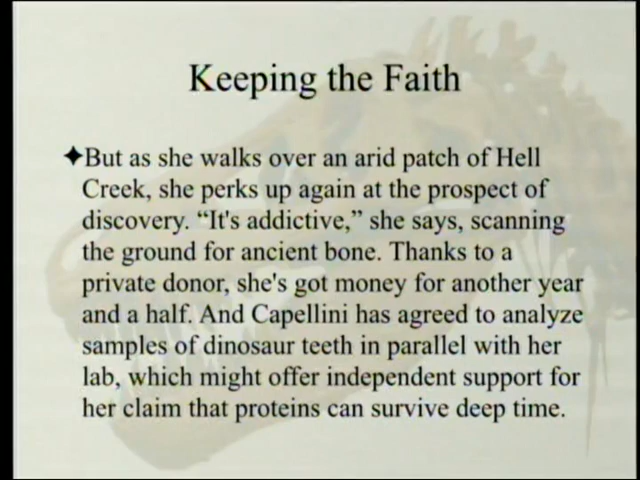 Keeping the Faith
✦But as she walks over an arid patch of Hell
Creek, she perks up again at the prospect of
discovery. “It's addictive,” she says, scanning
the ground for ancient bone. Thanks to a
private donor, she's got money for another year
and a half. And Capellini has agreed to analyze
samples of dinosaur teeth in parallel with her
lab, which might offer independent support for
her claim that proteins can survive deep time.